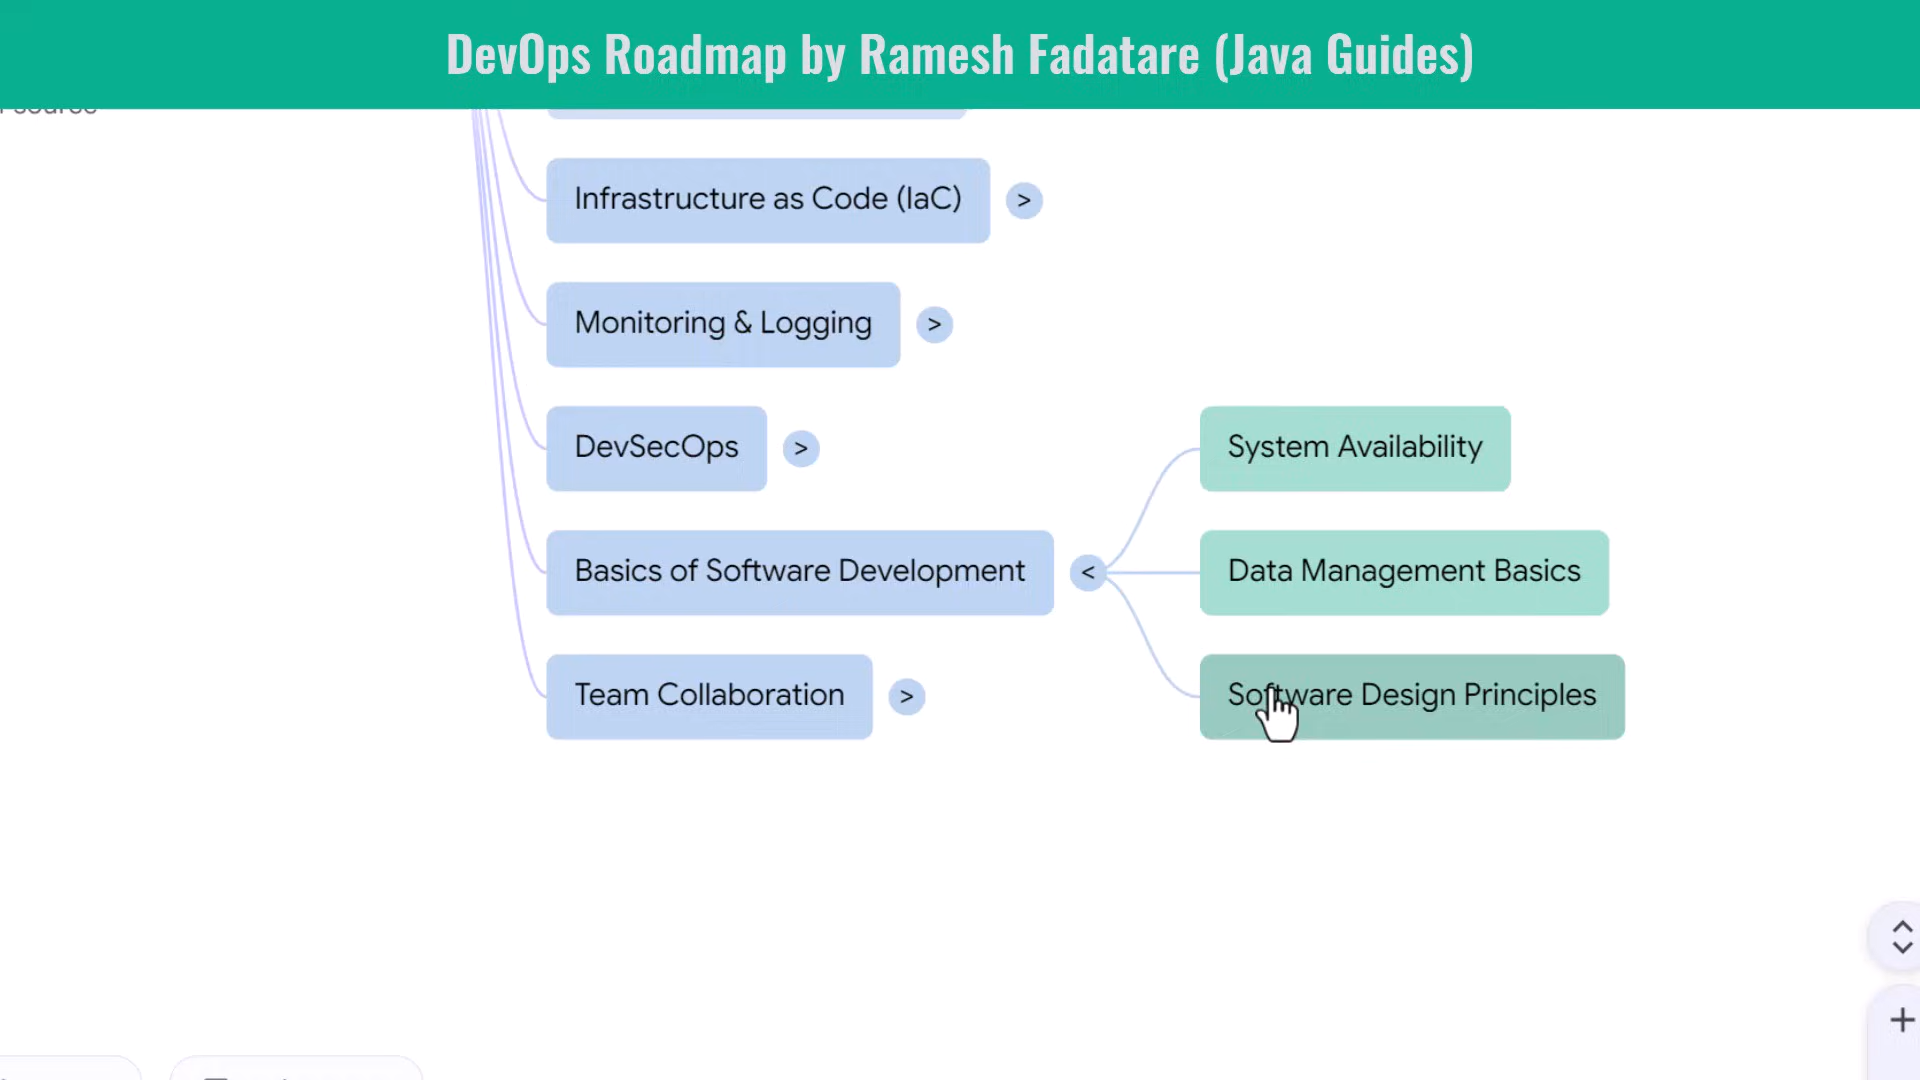 DevOps Roadmap by Ramesh Fadatare (Java Guides)
source
Infrastructure as Code (IaC)
>
Monitoring & Logging
>
DevSecOps
>
System Availability
Basics of Software Development
<
Data Management Basics
Team Collaboration
>
Software Design Principles